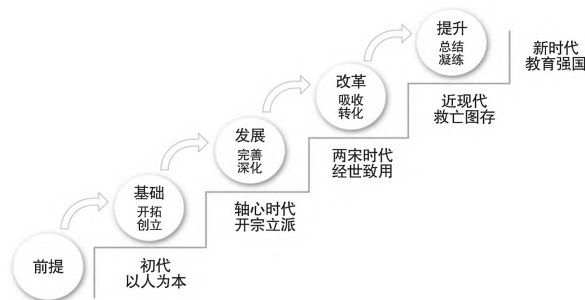 提升
总结
凝练
新时代
教育强国
改革
吸收
转化
近现代
救亡图存
发展
完善
深化
两宋时代
经世致用
基础
开拓
创立
轴心时代
开宗立派
前提
初代
以人为本